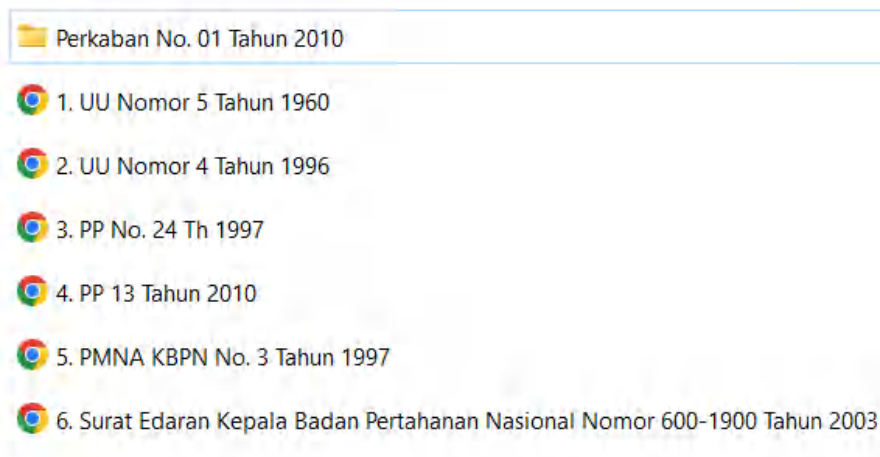 Perkaban No. 01 Tahun 2010
1. UU Nomor 5 Tahun 1960
2. UU Nomor 4 Tahun 1996
3. PP No. 24 Th 1997
4. PP 13 Tahun 2010
5. PMNA KBPN No. 3 Tahun 1997
6. Surat Edaran Kepala Badan Pertahanan Nasional Nomor 600-1900 Tahun 2003